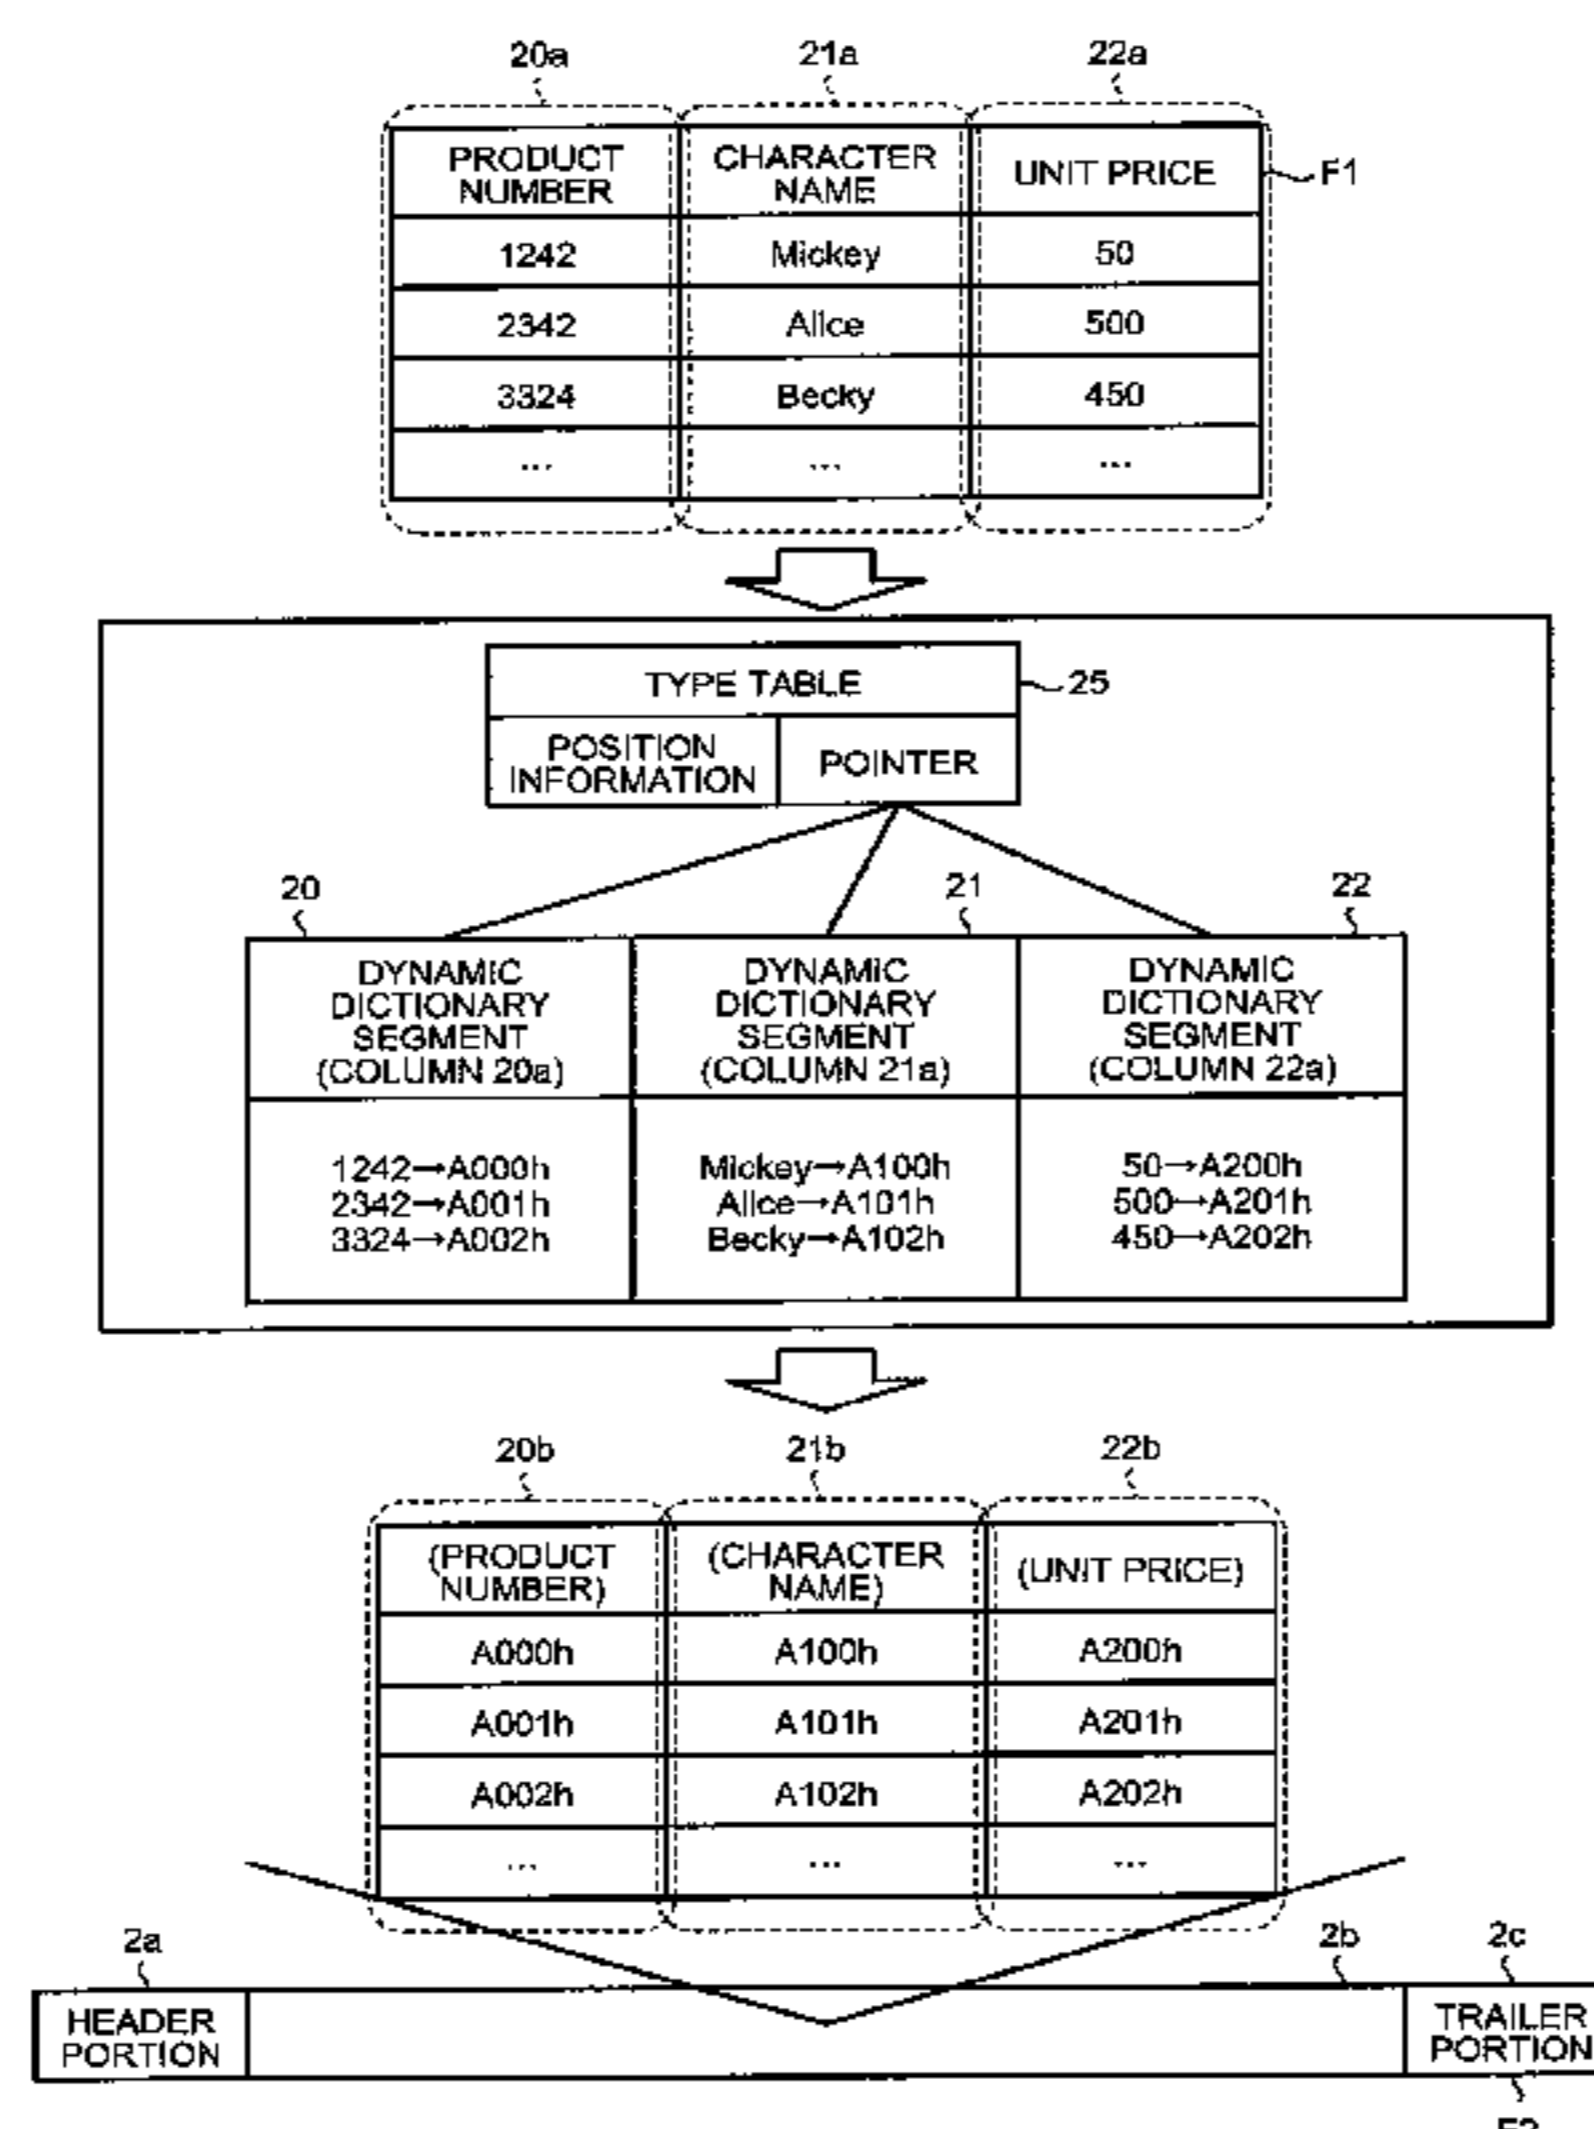 20a 21a 22a
PRODUCT NUMBER CHARACTER NAME UNIT PRICE F1
1242 Mickey 50
2342 Alice 500
3324 Becky 450
... ... ...
TYPE TABLE 25
POSITION INFORMATION POINTER
20 21 22
DYNAMIC DICTIONARY SEGMENT (COLUMN 20a) DYNAMIC DICTIONARY SEGMENT (COLUMN 21a) DYNAMIC DICTIONARY SEGMENT (COLUMN 22a)
1242→A000h Mickey→A100h 50→A200h
2342→A001h Alice→A101h 500→A201h
3324→A002h Becky→A102h 450→A202h
20b 21b 22b
(PRODUCT NUMBER) (CHARACTER NAME) (UNIT PRICE)
A000h A100h A200h
A001h A101h A201h
A002h A102h A202h
... ... ...
2a 2b 2c
HEADER PORTION TRAILER PORTION